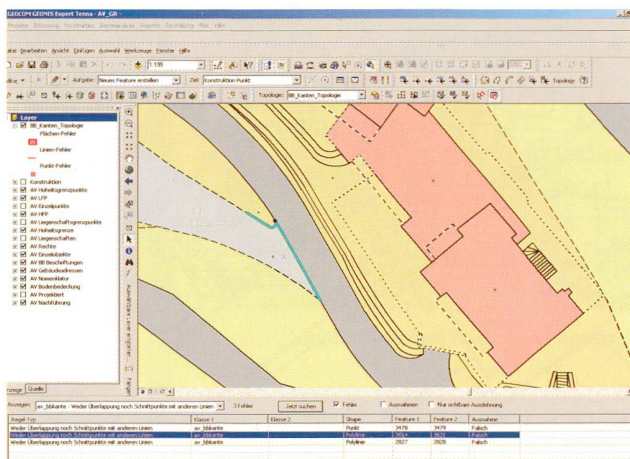 GEOCOM GEONIS Expert Tenna - AV_GR -
Bearbeiten Ansicht Einfügen Auswahl Werkzeuge Fenster Hilfe
1:199
Aufgabe: Neues Feature erstellen Ziel: Konstruktion Punkt Topology
Topologie: BB_Kanten_Topologie
Layer
BB_Kanten_Topologie
Flächen-Fehler
Linien-Fehler
Punkt-Fehler
Konstruktion
AV Hoheitsgrenzpunkte
AV LFP
AV Einzelpunkte
AV HFP
AV Liegenschaftsgrenzpunkte
AV Hoheitsgrenze
AV Liegenschaften
AV Rechte
AV Einzelobjekte
AV BB Beschriftungen
AV Gebäudeadressen
AV Nomenklatur
AV Bodenbedeckung
AV Projektiert
AV Nachführung
Quelle
Anzeigen: av_bbkante - Weder Überlappung noch Schnittpunkte mit anderen Linien 3 Fehler Jetzt suchen Fehler Ausnahmen Nur sichtbare Ausdehnung
Regel-Typ Klasse 1 Klasse 2 Shape Feature 1 Feature 2 Ausnahme
Weder Überlappung noch Schnittpunkte mit anderen Linien av_bbkante Punkt 3478 3479 Falsch
Weder Überlappung noch Schnittpunkte mit anderen Linien av_bbkante Polylinie Falsch
Weder Überlappung noch Schnittpunkte mit anderen Linien av_bbkante Polylinie 2827 2828 Falsch